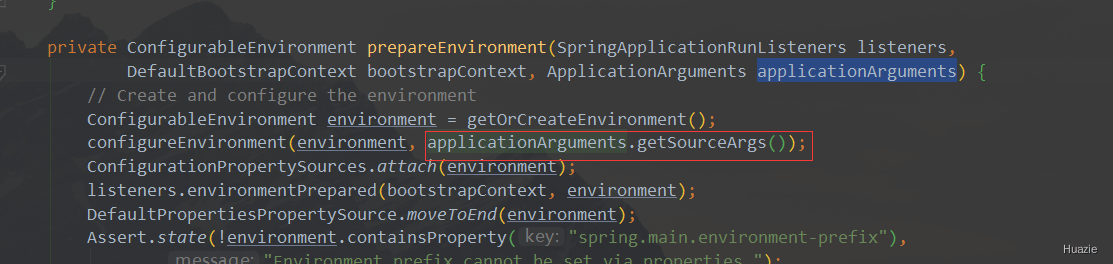 }
private ConfigurableEnvironment prepareEnvironment(SpringApplicationRunListeners listeners,
DefaultBootstrapContext bootstrapContext, ApplicationArguments applicationArguments) {
// Create and configure the environment
ConfigurableEnvironment environment = getOrCreateEnvironment();
configureEnvironment(environment, applicationArguments.getSourceArgs());
ConfigurationPropertySources.attach(environment);
listeners.environmentPrepared(bootstrapContext, environment);
DefaultPropertiesPropertySource.moveToEnd(environment);
Assert.state(!environment.containsProperty( key: "spring.main.environment-prefix"),
message: "Environment prefix cannot be set via properties.");
Huazie